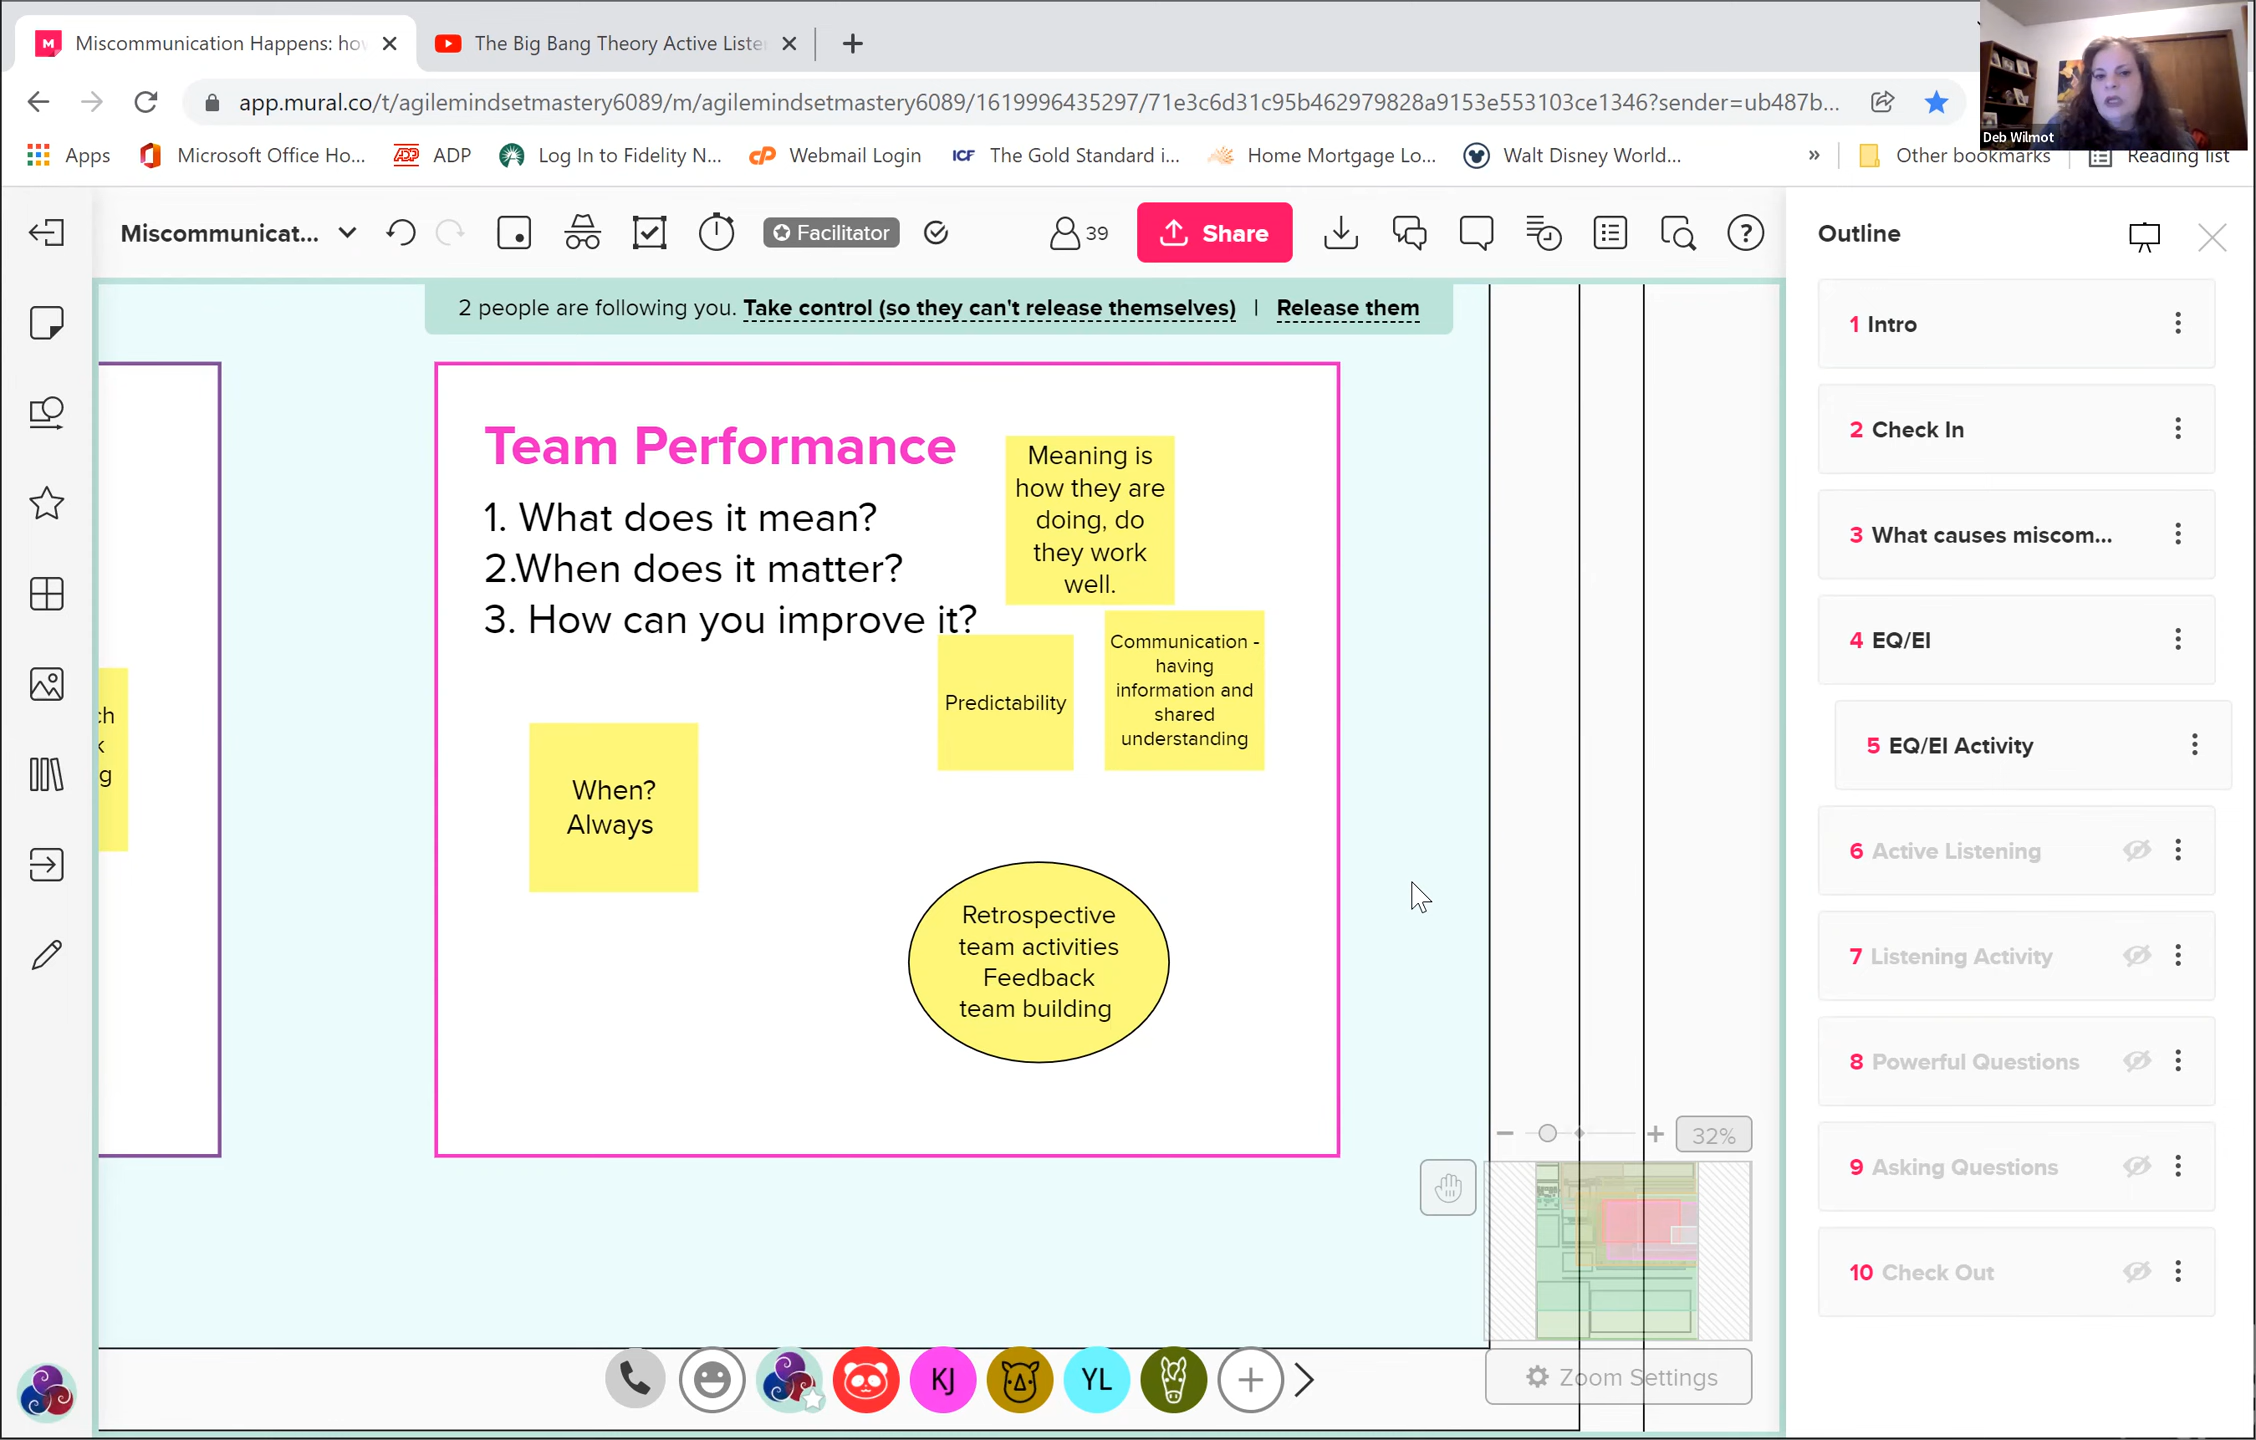 Miscommunication Happens: how
The Big Bang Theory Active Liste
app.mural.co/t/agilemindsetmastery6089/m/agilemindsetmastery6089/1619996435297/71e3c6d31c95b462979828a9153e553103ce1346?sender=ub487b...
Deb Wilmot
Apps
Microsoft Office Ho...
ADP
ADP
Log In to Fidelity N...
cP
Webmail Login
ICF
The Gold Standard i...
Home Mortgage Lo...
Walt Disney World...
»
Other bookmarks
Reading list
Miscommunicat...
Facilitator
39
Share
?
2 people are following you. Take control (so they can't release themselves) | Release them
Team Performance
1. What does it mean?
2.When does it matter?
3. How can you improve it?
Meaning is
how they are
doing, do
they work
well.
Predictability
Communication -
having
information and
shared
understanding
ch
k
g
When?
Always
Retrospective
team activities
Feedback
team building
32%
Zoom Settings
KJ
YL
Outline
1 Intro
2 Check In
3 What causes miscom...
4 EQ/EI
5 EQ/EI Activity
6 Active Listening
7 Listening Activity
8 Powerful Questions
9 Asking Questions
10 Check Out